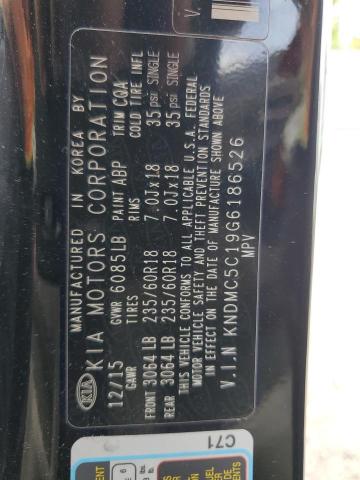 KIA
MANUFACTURED IN KOREA BY
KIA MOTORS CORPORATION
12/15 GVWR 6085LB PAINT ABP TRIM CQA
GAWR TIRES RIMS COLD TIRE INFL
FRONT 3064 LB 235/60R18 7.0Jx18 35 psi SINGLE
REAR 3064 LB 235/60R18 7.0Jx18 35 psi SINGLE
THIS VEHICLE CONFORMS TO ALL APPLICABLE U.S.A. FEDERAL
MOTOR VEHICLE SAFETY AND THEFT PREVENTION STANDARDS
IN EFFECT ON THE DATE OF MANUFACTURE SHOWN ABOVE
V.I.N KNDMC5C19G6186526
MPV
C71
V.